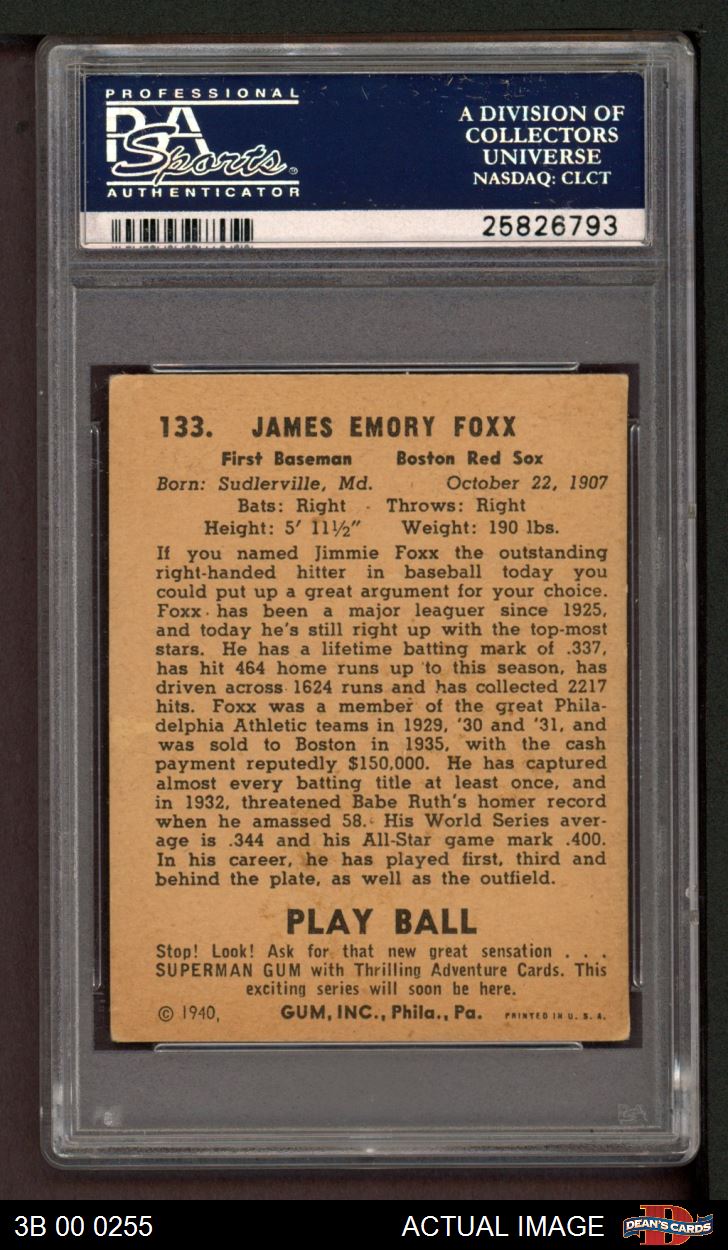 PROFESSIONAL
PSA
Sports
AUTHENTICATOR
A DIVISION OF
COLLECTORS
UNIVERSE
NASDAQ: CLCT
25826793
133. JAMES EMORY FOXX
First Baseman Boston Red Sox
Born: Sudlerville, Md. October 22, 1907
Bats: Right - Throws: Right
Height: 5' 11½" Weight: 190 lbs.
If you named Jimmie Foxx the outstanding
right-handed hitter in baseball today you
could put up a great argument for your choice.
Foxx has been a major leaguer since 1925,
and today he's still right up with the top-most
stars. He has a lifetime batting mark of .337,
has hit 464 home runs up to this season, has
driven across 1624 runs and has collected 2217
hits. Foxx was a member of the great Phila-
delphia Athletic teams in 1929, '30 and '31, and
was sold to Boston in 1935, with the cash
payment reputedly $150,000. He has captured
almost every batting title at least once, and
in 1932, threatened Babe Ruth's homer record
when he amassed 58. His World Series aver-
age is .344 and his All-Star game mark .400.
In his career, he has played first, third and
behind the plate, as well as the outfield.
PLAY BALL
Stop! Look! Ask for that new great sensation . . .
SUPERMAN GUM with Thrilling Adventure Cards. This
exciting series will soon be here.
© 1940, GUM, INC., Phila., Pa. PRINTED IN U. S. A.
PSA
3B 00 0255 ACTUAL IMAGE DEAN'S CARDS